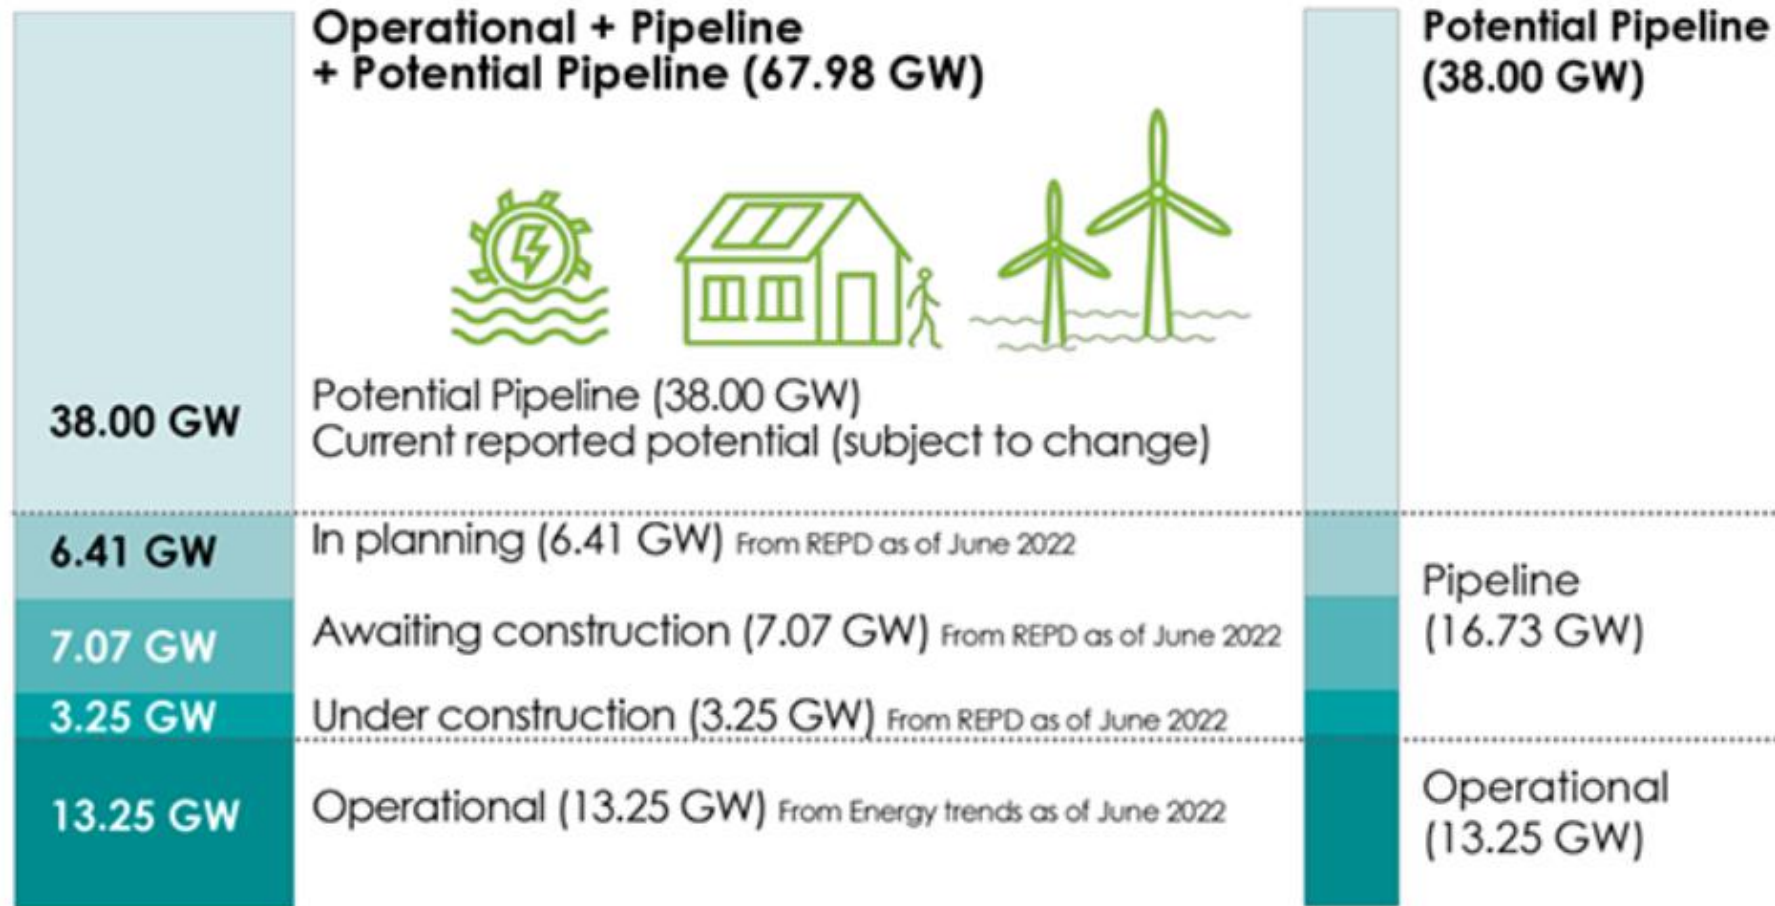 Operational + Pipeline
+ Potential Pipeline (67.98 GW)
Potential Pipeline
(38.00 GW)
38.00 GW
Potential Pipeline (38.00 GW)
Current reported potential (subject to change)
6.41 GW
In planning (6.41 GW) From REPD as of June 2022
7.07 GW
Awaiting construction (7.07 GW) From REPD as of June 2022
Pipeline
(16.73 GW)
3.25 GW
Under construction (3.25 GW) From REPD as of June 2022
13.25 GW
Operational (13.25 GW) From Energy trends as of June 2022
Operational
(13.25 GW)